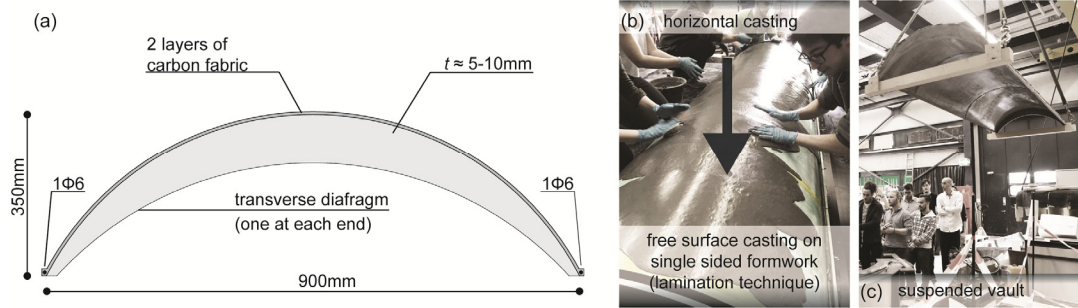 (a)
2 layers of
carbon fabric
t ≈ 5-10mm
350mm
1Φ6
1Φ6
transverse diafragm
(one at each end)
900mm
(b)
horizontal casting
free surface casting on
single sided formwork
(lamination technique)
(c)
suspended vault